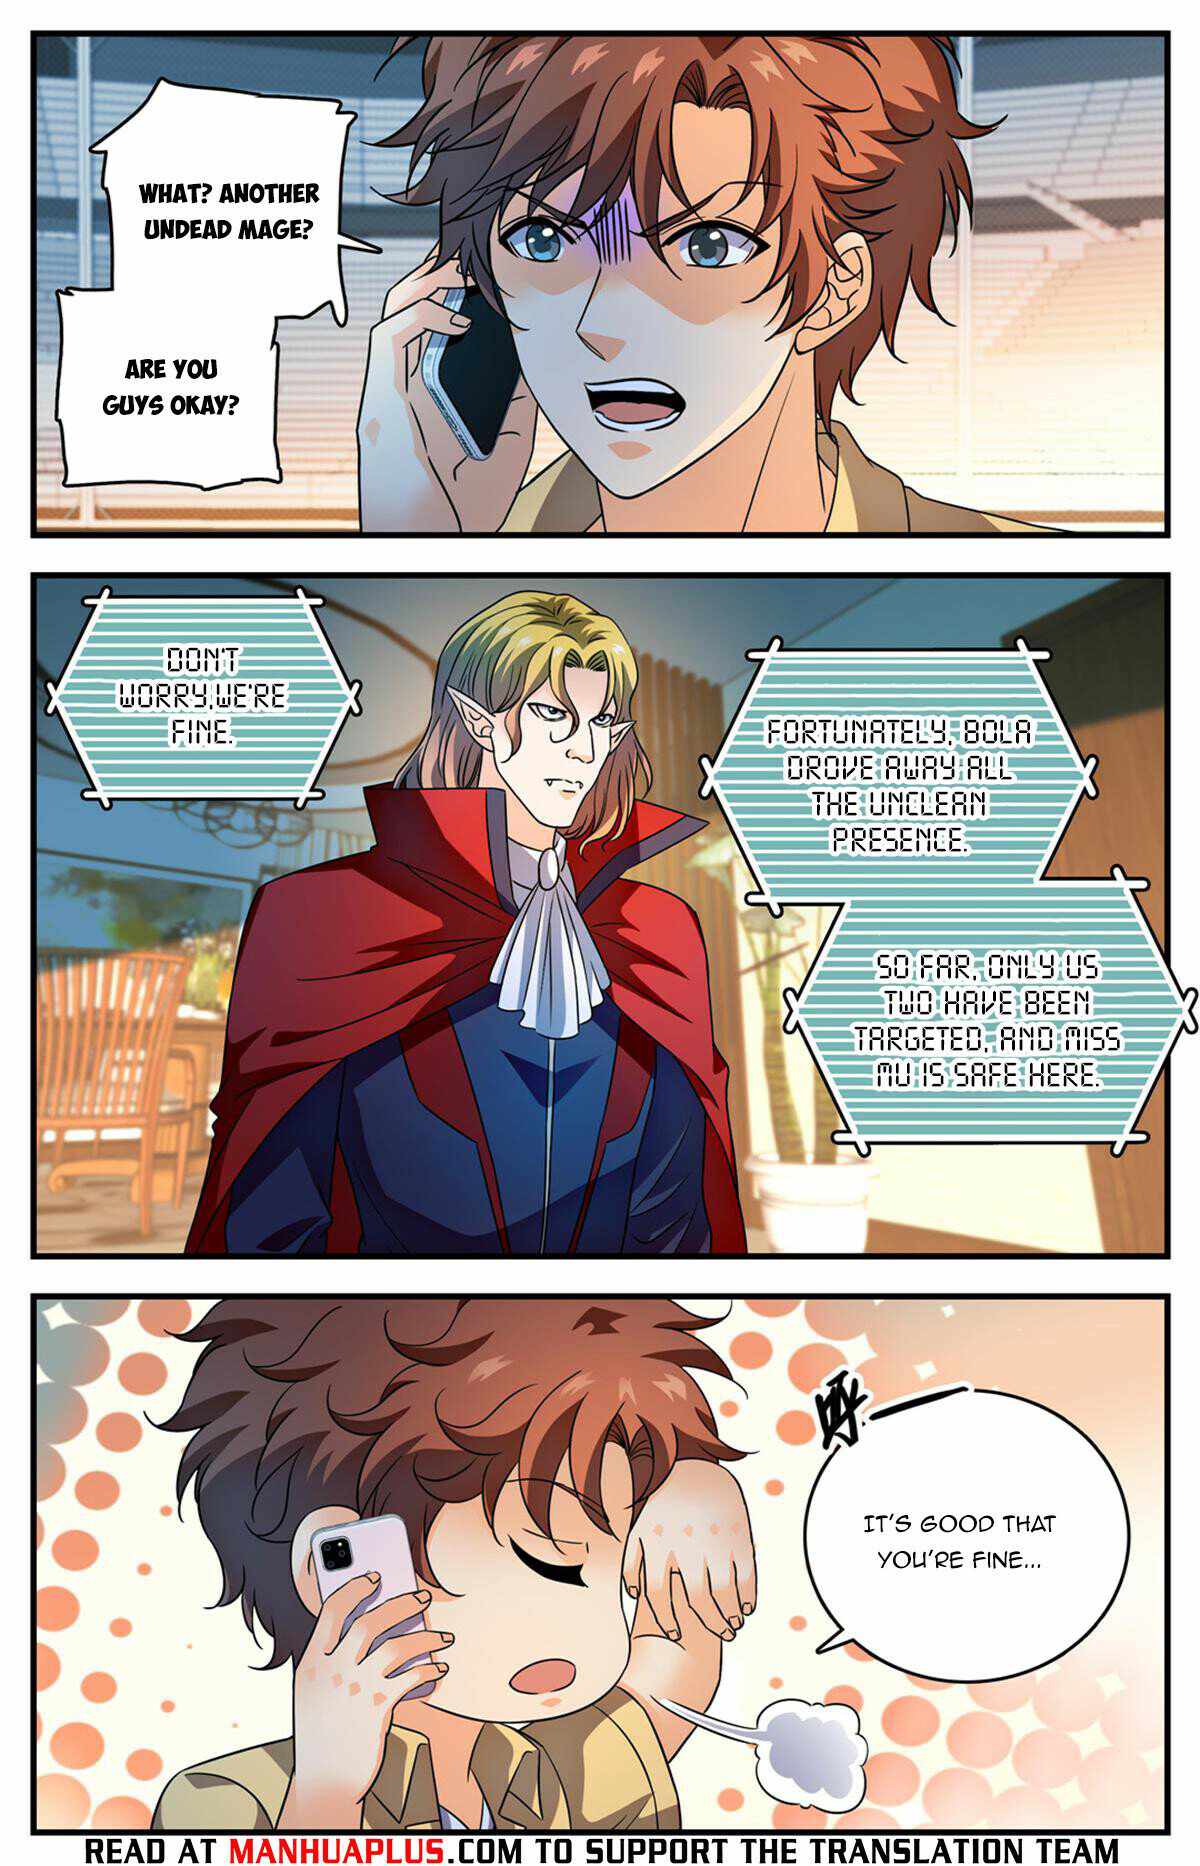 WHAT? ANOTHER
UNDEAD MAGE?
ARE YOU
GUYS OKAY?
DON'T
WORRY,WE'RE
FINE.
FORTUNATELY, BOLA
DROVE AWAY ALL
THE UNCLEAN
PRESENCE.
SO FAR, ONLY US
TWO HAVE BEEN
TARGETED, AND MISS
MU IS SAFE HERE.
呼
IT'S GOOD THAT
YOU'RE FINE...
READ AT MANHUAPLUS.COM TO SUPPORT THE TRANSLATION TEAM